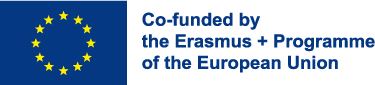 Co-funded by
the Erasmus + Programme
of the European Union